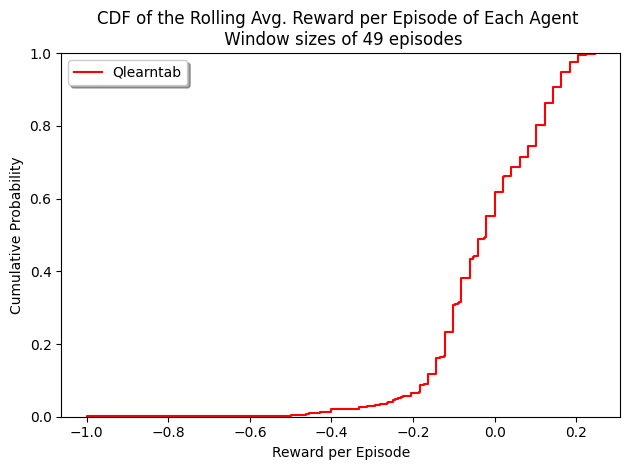 CDF of the Rolling Avg. Reward per Episode of Each Agent
Window sizes of 49 episodes
Qlearntab
1.0
0.8
0.6
0.4
0.2
0.0
Cumulative Probability
−1.0 −0.8 −0.6 −0.4 −0.2 0.0 0.2
Reward per Episode